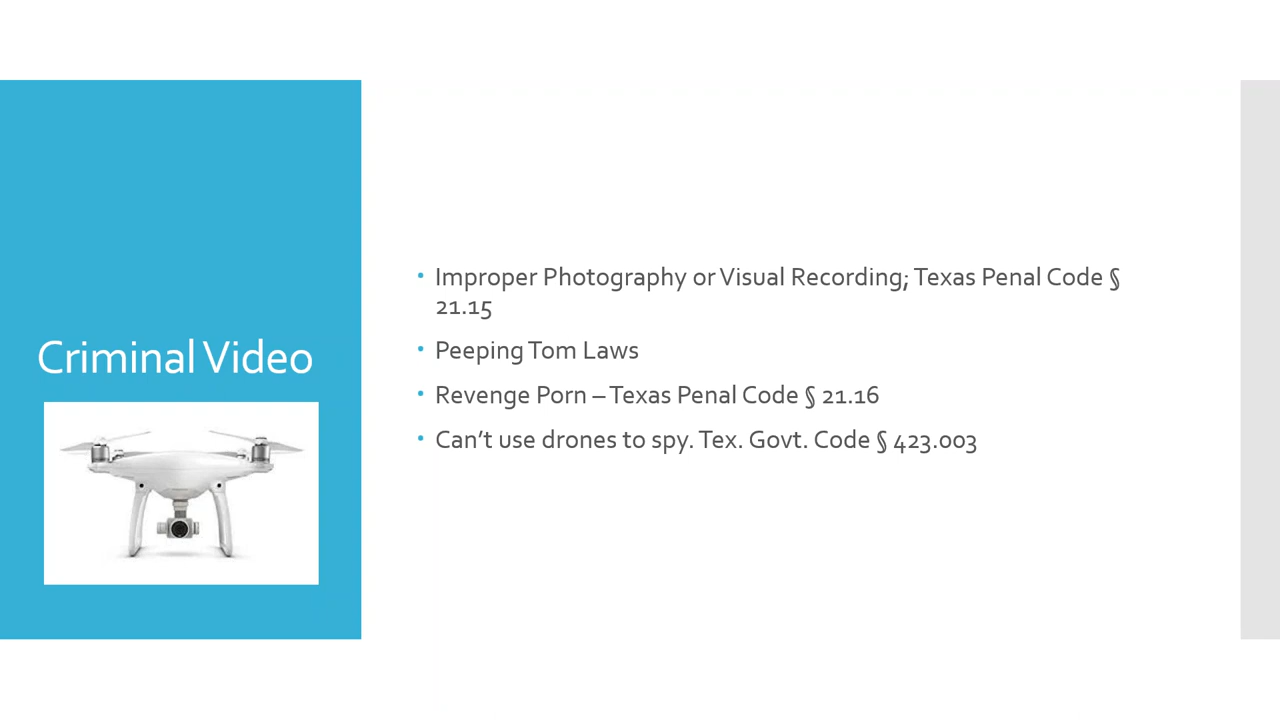 Criminal Video
• Improper Photography or Visual Recording; Texas Penal Code §
21.15
• Peeping Tom Laws
• Revenge Porn – Texas Penal Code § 21.16
• Can’t use drones to spy. Tex. Govt. Code § 423.003